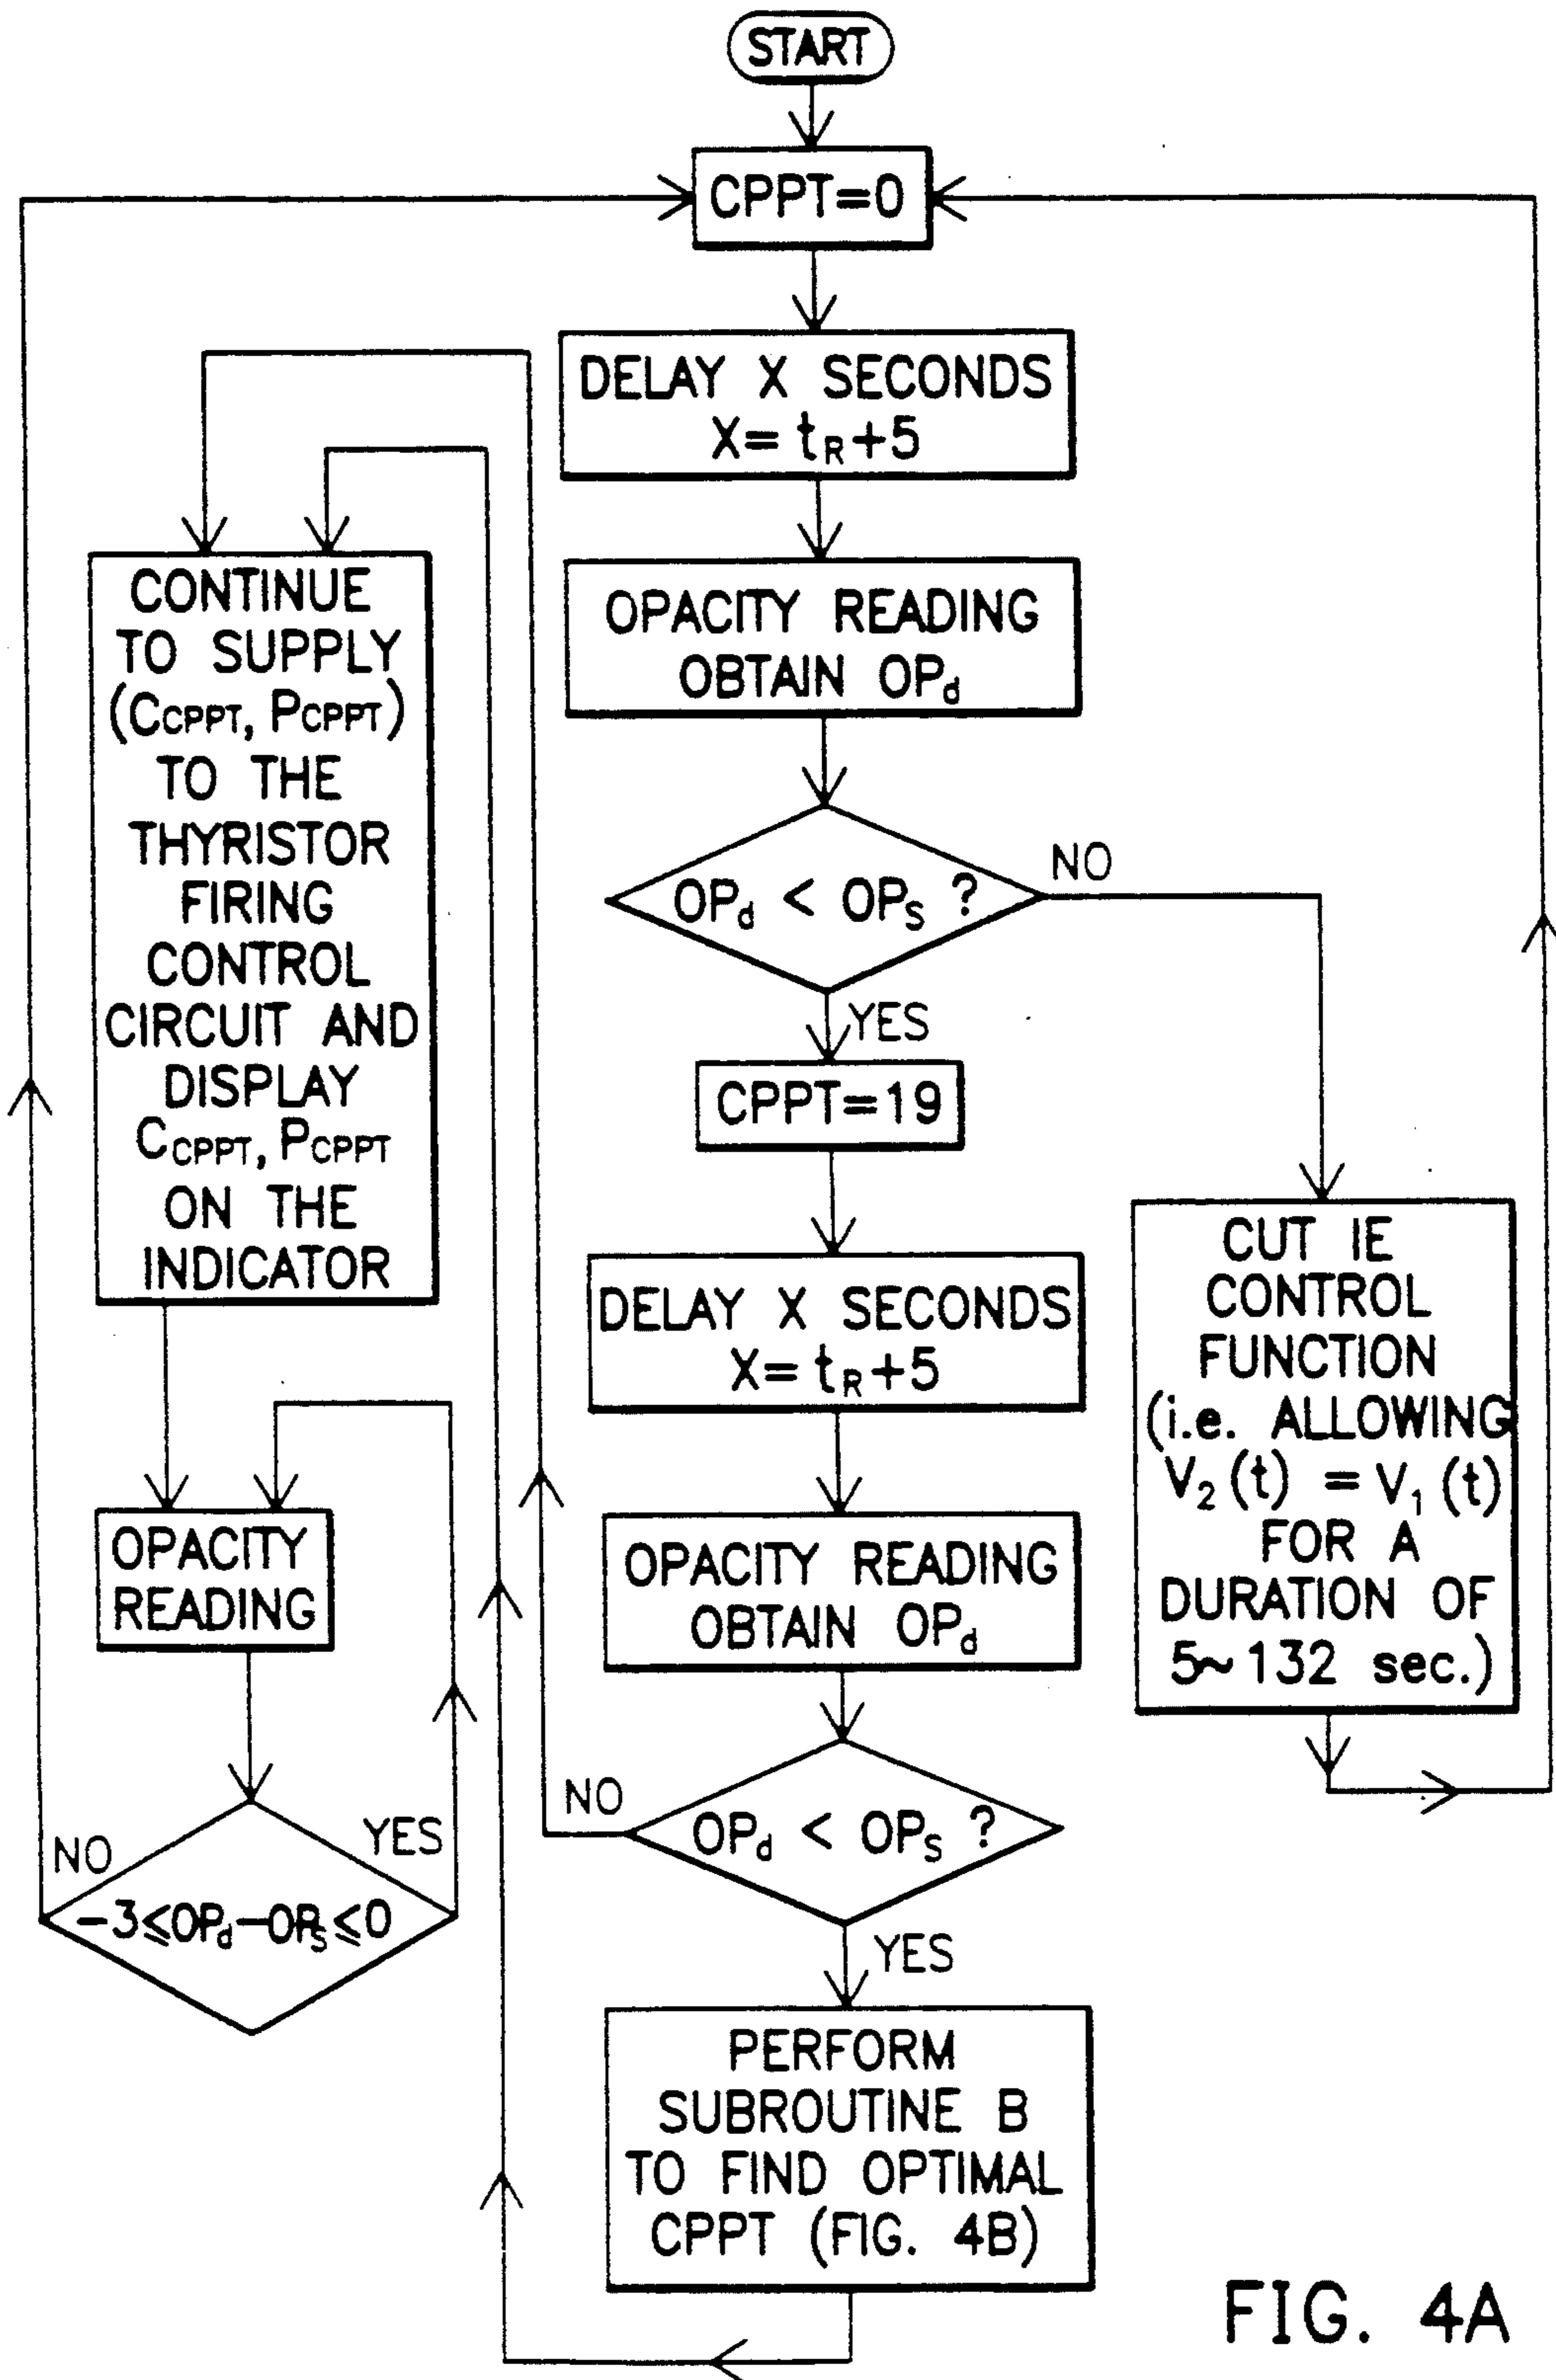 START
CPPT=0
DELAY X SECONDS
X= tR+5
OPACITY READING
OBTAIN OPd
OPd < OPS ?
NO
YES
CPPT=19
DELAY X SECONDS
X= tR+5
OPACITY READING
OBTAIN OPd
OPd < OPS ?
NO
YES
PERFORM
SUBROUTINE B
TO FIND OPTIMAL
CPPT (FIG. 4B)
CUT IE
CONTROL
FUNCTION
(i.e. ALLOWING
V2 (t) = V1 (t)
FOR A
DURATION OF
5~132 sec.)
CONTINUE
TO SUPPLY
(CCPPT, PCPPT)
TO THE
THYRISTOR
FIRING
CONTROL
CIRCUIT AND
DISPLAY
CCPPT, PCPPT
ON THE
INDICATOR
OPACITY
READING
NO
YES
-3≤OPd-OPS≤0
FIG. 4A